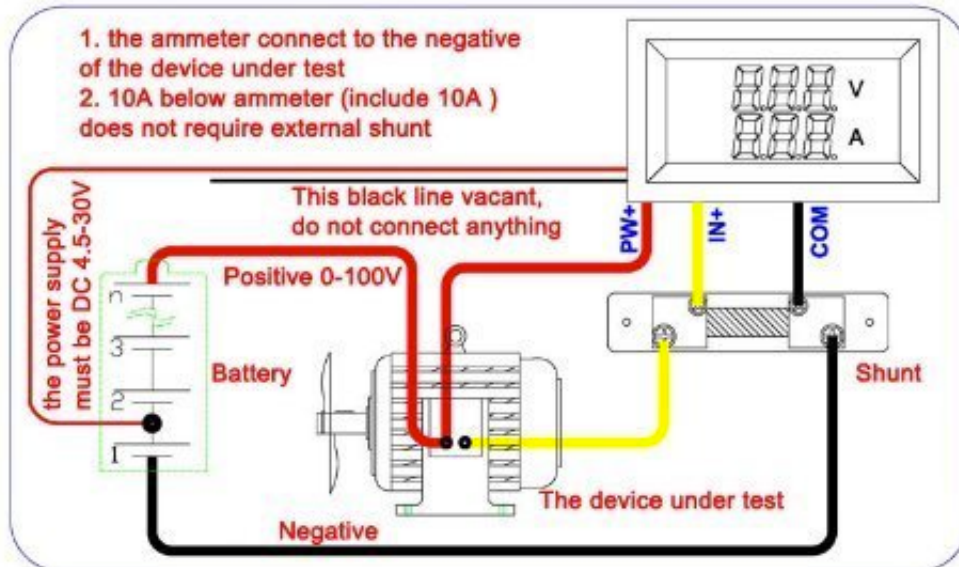 1. the ammeter connect to the negative
of the device under test
2. 10A below ammeter (include 10A )
does not require external shunt
V
A
This black line vacant,
do not connect anything
PW+
IN+
COM
the power supply
must be DC 4.5-30V
Positive 0-100V
n
3
2
1
Battery
Shunt
The device under test
Negative